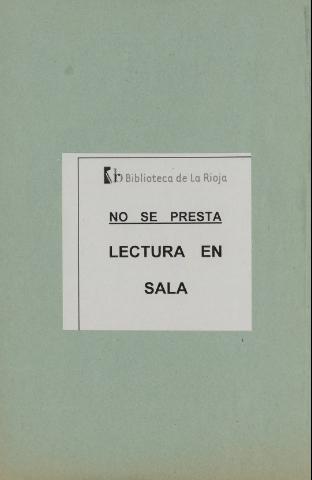 Biblioteca de La Rioja
NO SE PRESTA
LECTURA EN
SALA